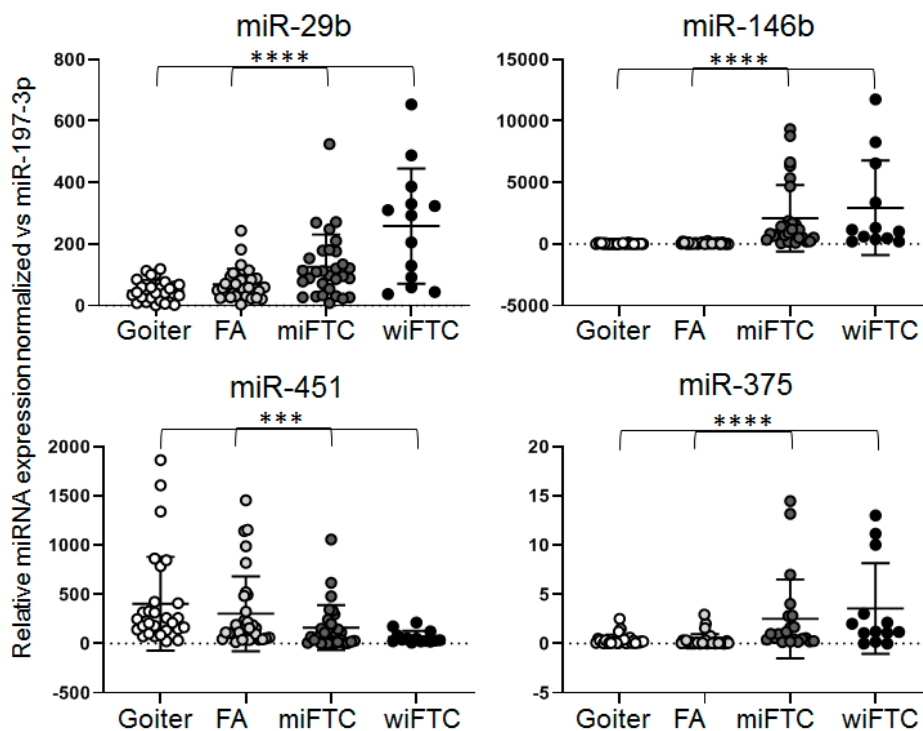 Relative miRNA expression normalized vs miR-197-3p
miR-29b
****
800
600
400
200
0
Goiter FA miFTC wiFTC
miR-146b
****
15000
10000
5000
0
-5000
Goiter FA miFTC wiFTC
miR-451
***
2000
1500
1000
500
0
-500
Goiter FA miFTC wiFTC
miR-375
****
20
15
10
5
0
-5
Goiter FA miFTC wiFTC